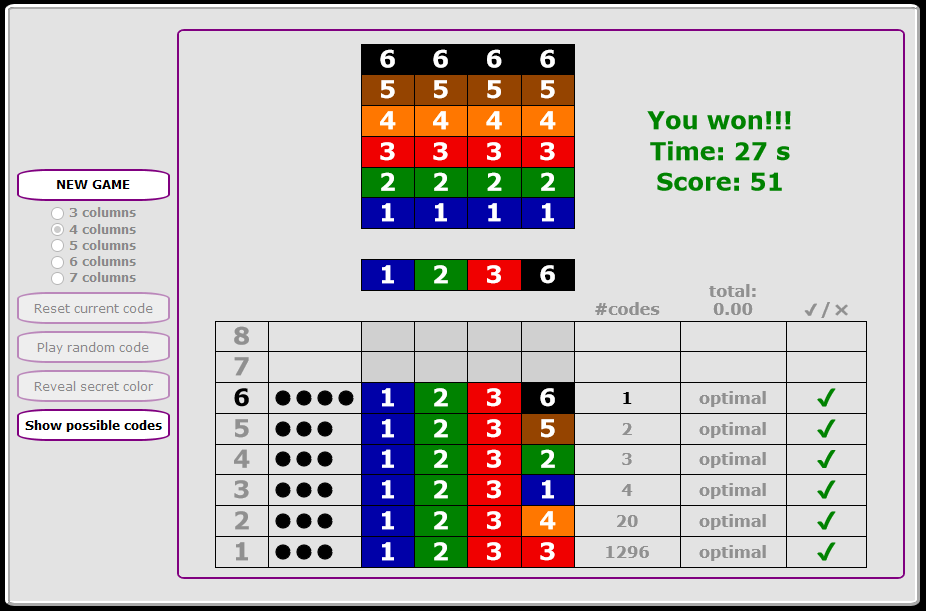 6 6 6 6
5 5 5 5
4 4 4 4
3 3 3 3
2 2 2 2
1 1 1 1
You won!!!
Time: 27 s
Score: 51
NEW GAME
3 columns
4 columns
5 columns
6 columns
7 columns
Reset current code
Play random code
Reveal secret color
Show possible codes
1 2 3 6
#codes total: 0.00 ✓/✕
8
7
6 1 2 3 6 1 optimal ✓
5 1 2 3 5 2 optimal ✓
4 1 2 3 2 3 optimal ✓
3 1 2 3 1 4 optimal ✓
2 1 2 3 4 20 optimal ✓
1 1 2 3 3 1296 optimal ✓